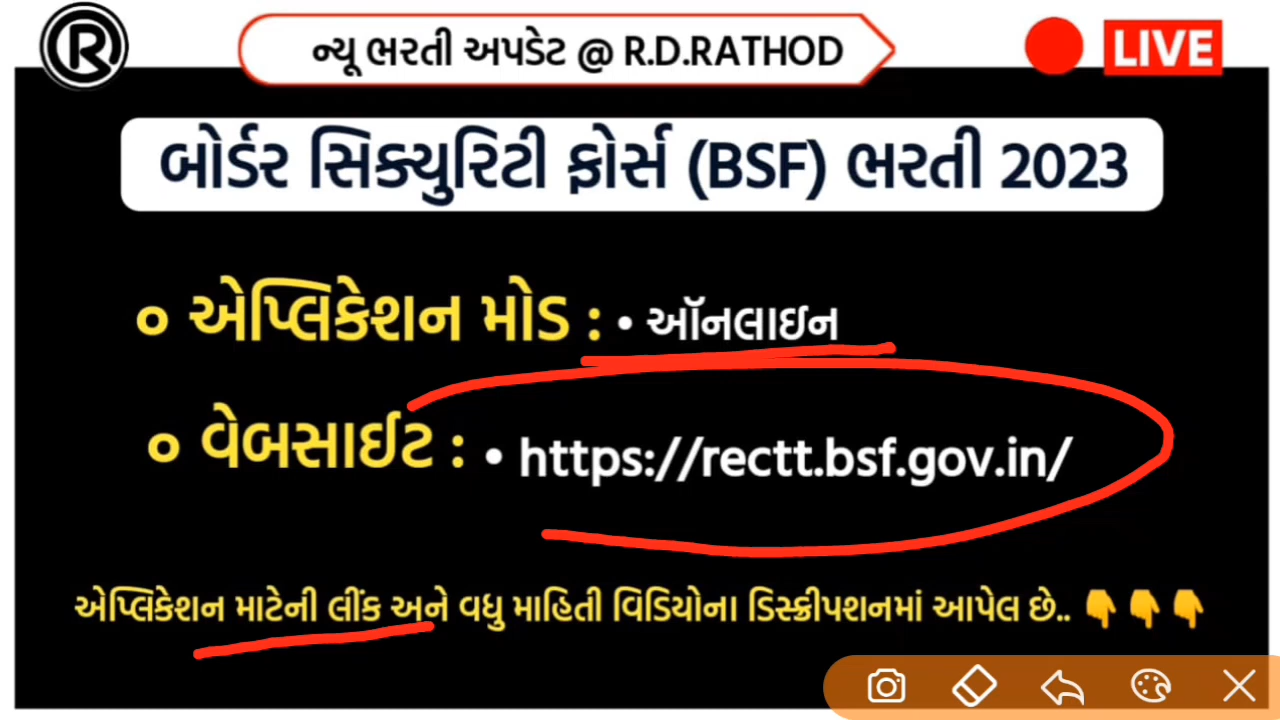 R
ન્યૂ ભરતી અપડેટ @ R.D.RATHOD
LIVE
બોર્ડર સિક્યુરિટી ફોર્સ (BSF) ભરતી 2023
એપ્લિકેશન મોડ : • ઑનલાઇન
વેબસાઈટ : • https://rectt.bsf.gov.in/
એપ્લિકેશન માટેની લીંક અને વધુ માહિતી વિડિયોના ડિસ્ક્રીપશનમાં આપેલ છે.. 👇👇👇